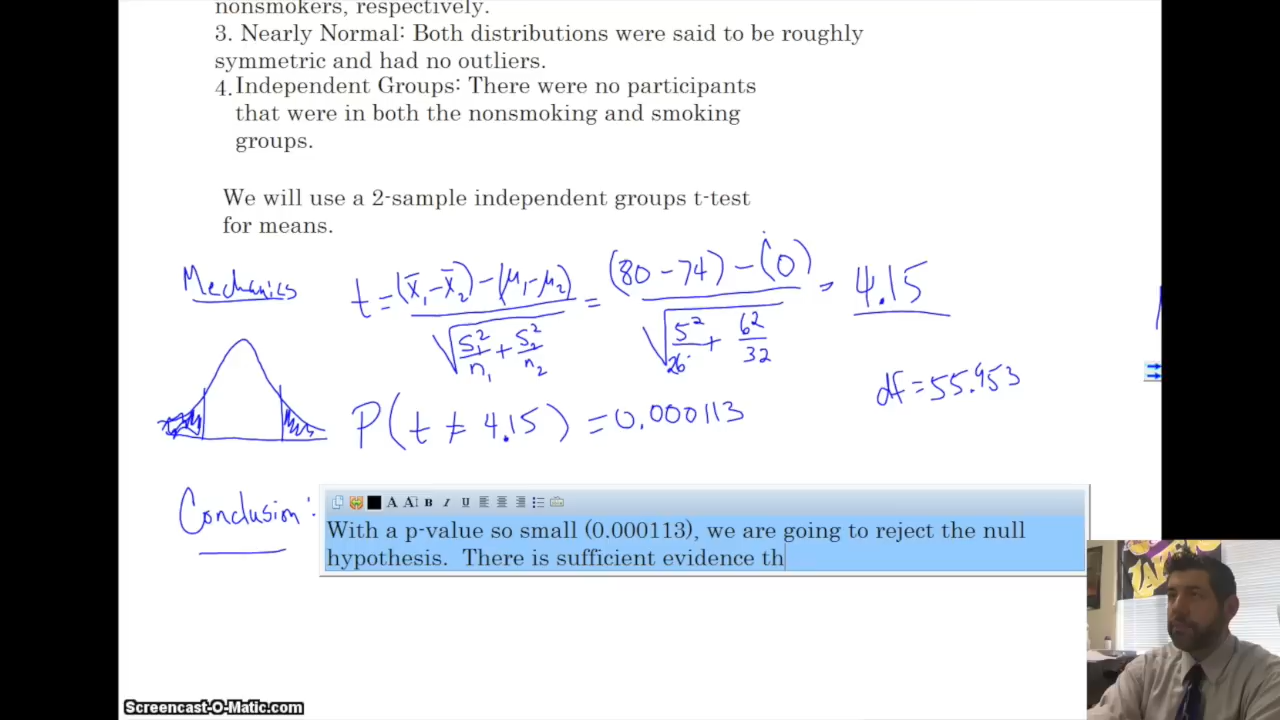 nonsmokers, respectively.
3. Nearly Normal: Both distributions were said to be roughly
symmetric and had no outliers.
4. Independent Groups: There were no participants
that were in both the nonsmoking and smoking
groups.
We will use a 2-sample independent groups t-test
for means.
Mechanics
t = (x̄₁-x̄₂) - (μ₁-μ₂) / √(S₁²/n₁ + S₂²/n₂) = (80-74) - (0) / √(5²/26 + 6²/32) = 4.15
df = 55.953
P(t ≠ 4.15) = 0.000113
Conclusion:
A A B I U
With a p-value so small (0.000113), we are going to reject the null
hypothesis. There is sufficient evidence th
Screencast-O-Matic.com